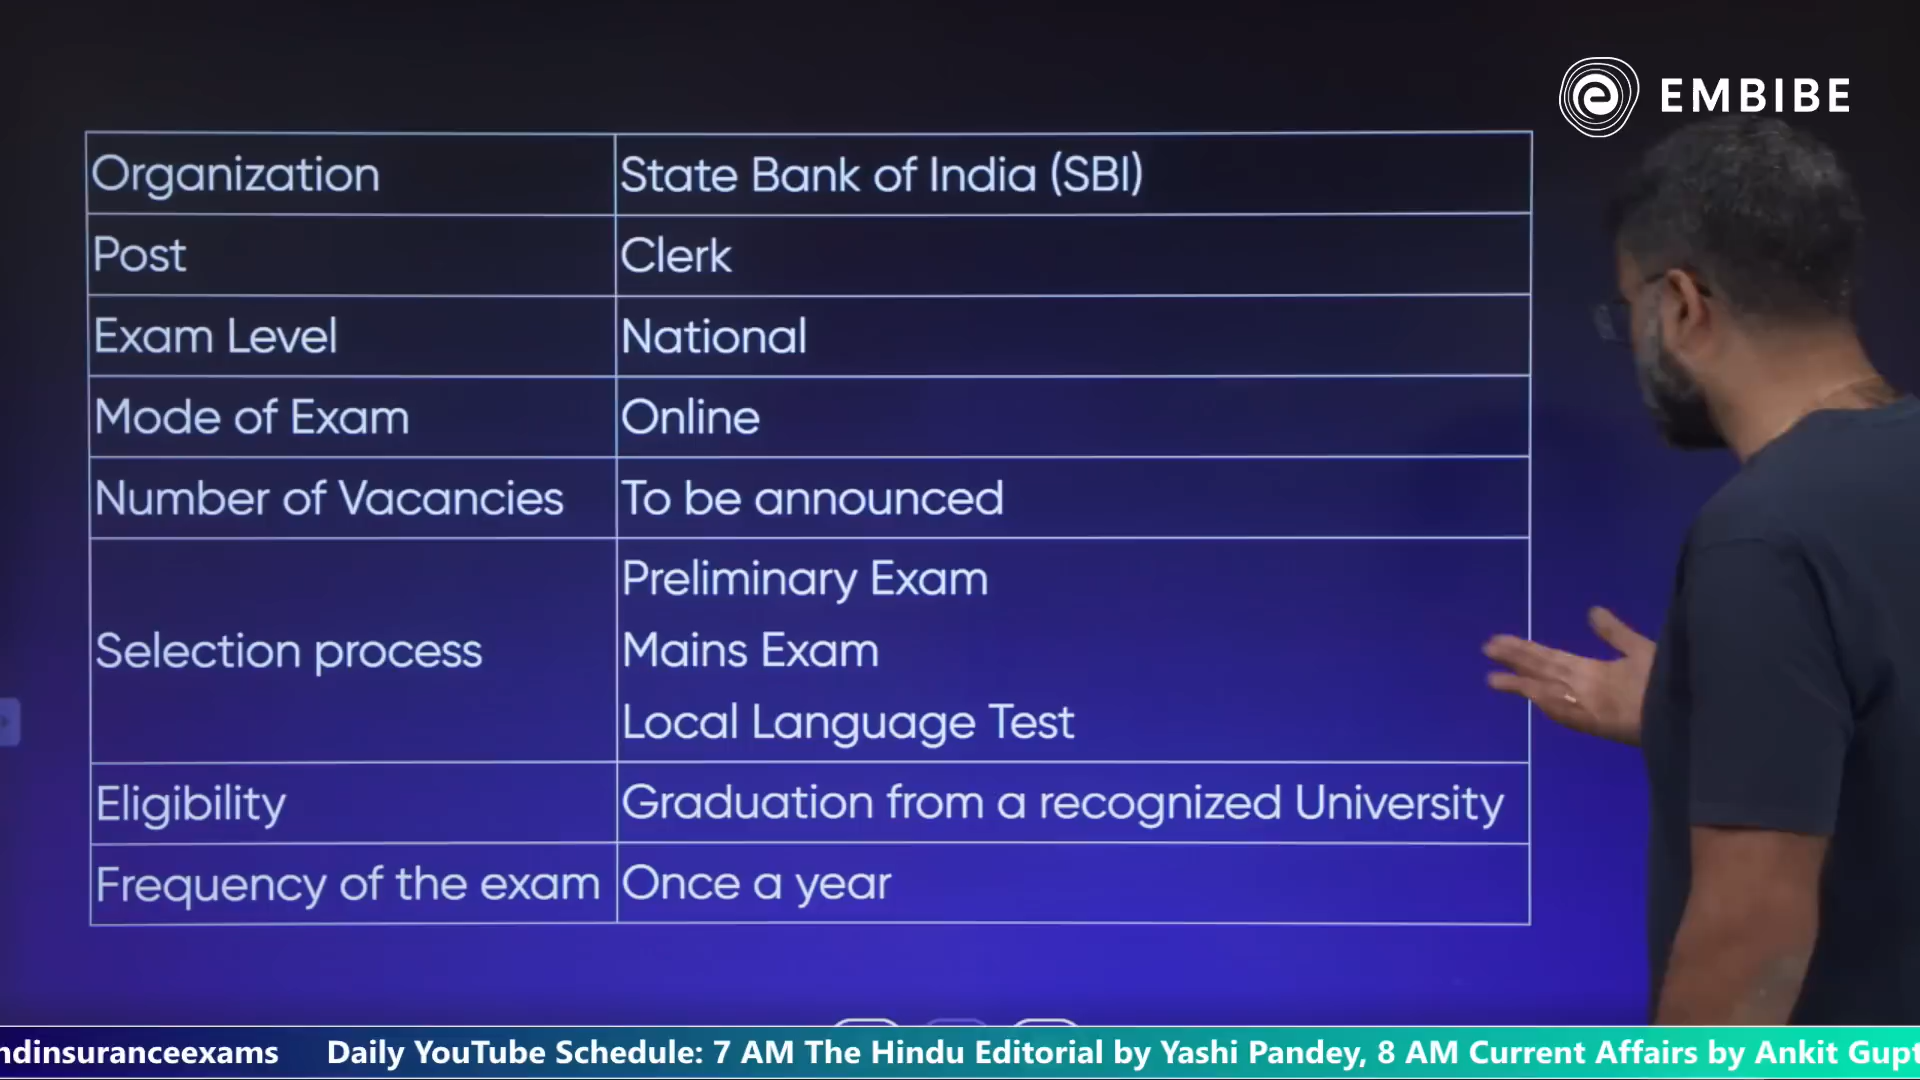 EMBIBE
Organization State Bank of India (SBI)
Post Clerk
Exam Level National
Mode of Exam Online
Number of Vacancies To be announced
Selection process Preliminary Exam
Mains Exam
Local Language Test
Eligibility Graduation from a recognized University
Frequency of the exam Once a year
ndinsuranceexams Daily YouTube Schedule: 7 AM The Hindu Editorial by Yashi Pandey, 8 AM Current Affairs by Ankit Gupt